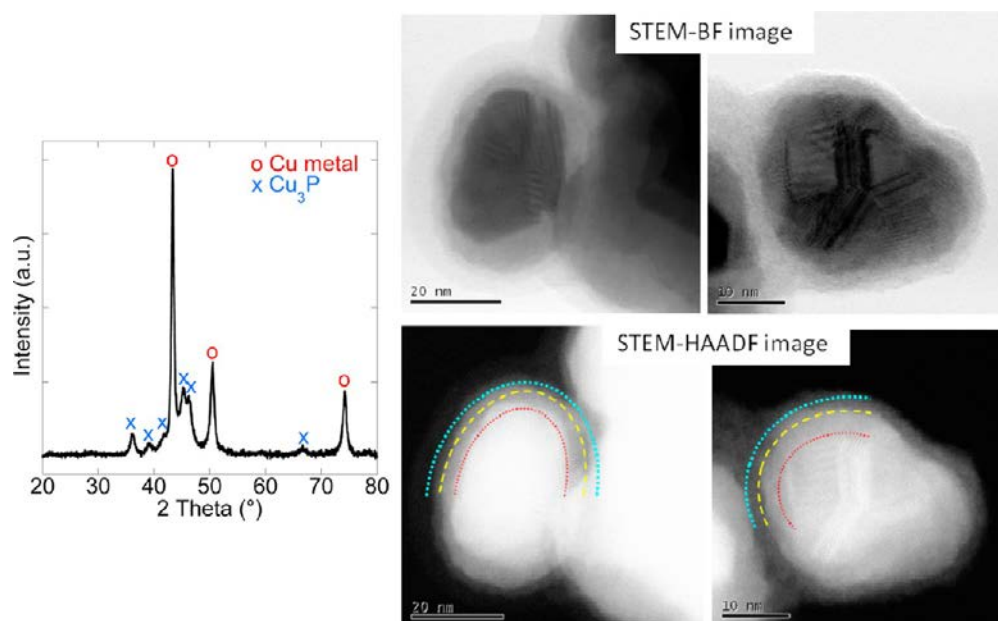 STEM-BF image
20 nm
10 nm
Intensity (a.u.)
o Cu metal
x Cu₃P
o
o
o
x
x
x
x
x
x
20 30 40 50 60 70 80
2 Theta (°)
STEM-HAADF image
20 nm
10 nm